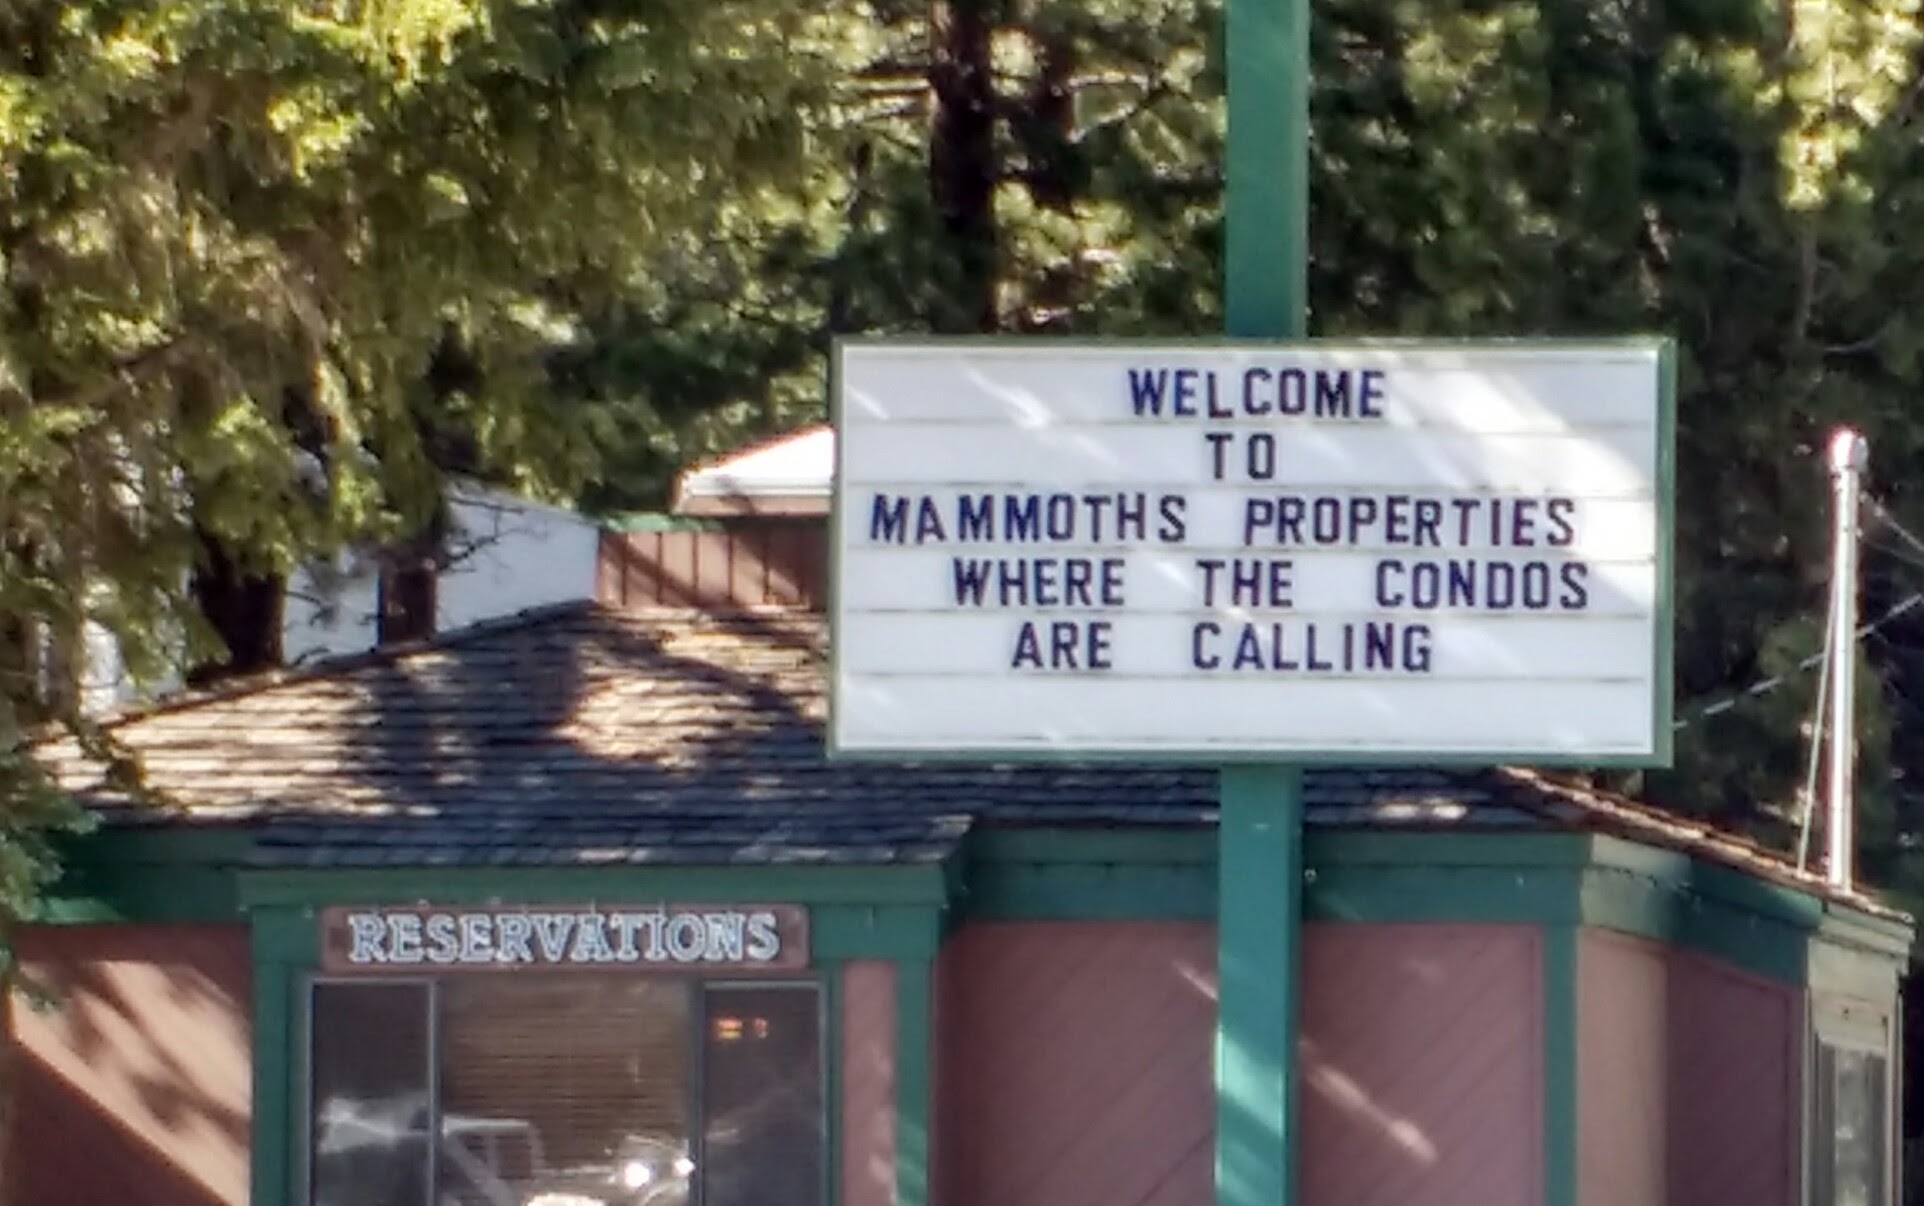 WELCOME
TO
MAMMOTHS PROPERTIES
WHERE THE CONDOS
ARE CALLING
RESERVATIONS